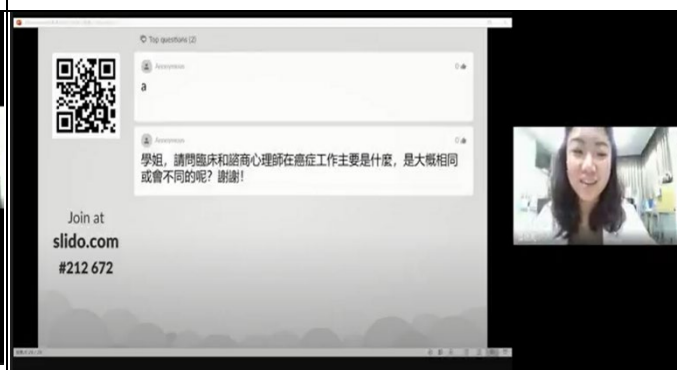 Top questions (2)
Anonymous
0
a
Anonymous
0
學姐，請問臨床和諮商心理師在癌症工作主要是什麼，是大概相同
或會不同的呢？謝謝！
Join at
slido.com
#212 672